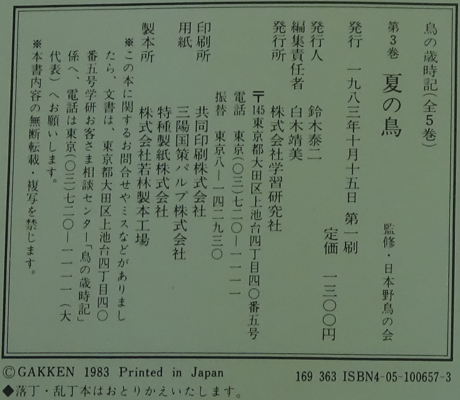 鳥の歳時記(全5巻)
第3巻 夏の鳥
監修・日本野鳥の会
発行 一九八三年十月十五日 第一刷
定価 一三〇〇円
発行人 鈴木泰二
編集責任者 白木靖美
発行所 株式会社学習研究社
〒145東京都大田区上池台四丁目四〇番五号
電話 東京(〇三)七二〇―一一一一
振替 東京八―一四二九三〇
印刷所 共同印刷株式会社
用紙 三陽国策パルプ株式会社
特種製紙株式会社
製本所 株式会社若林製本工場
※この本に関するお問合せやミスなどがありまし
たら、文書は、東京都大田区上池台四丁目四〇
番五号学研お客さま相談センター「鳥の歳時記」
係へ、電話は東京(〇三)七二〇―一一一一(大
代表)へお願いします。
※本書内容の無断転載・複写を禁じます。
©GAKKEN 1983 Printed in Japan
169 363 ISBN4-05-100657-3
◆落丁・乱丁本はおとりかえいたします。